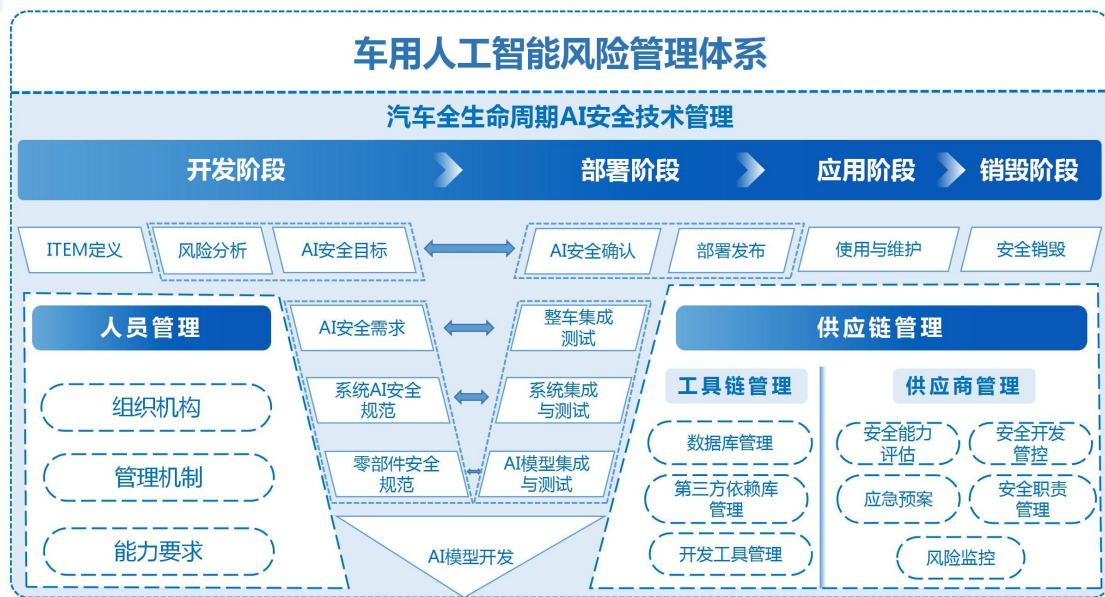 车用人工智能风险管理体系
汽车全生命周期AI安全技术管理
开发阶段
部署阶段
应用阶段
销毁阶段
ITEM定义
风险分析
AI安全目标
AI安全确认
部署发布
使用与维护
安全销毁
人员管理
组织机构
管理机制
能力要求
AI安全需求
整车集成
测试
系统AI安全
规范
系统集成
与测试
零部件安全
规范
AI模型集成
与测试
AI模型开发
供应链管理
工具链管理
数据库管理
第三方依赖库
管理
开发工具管理
供应商管理
安全能力
评估
安全开发
管控
应急预案
安全职责
管理
风险监控